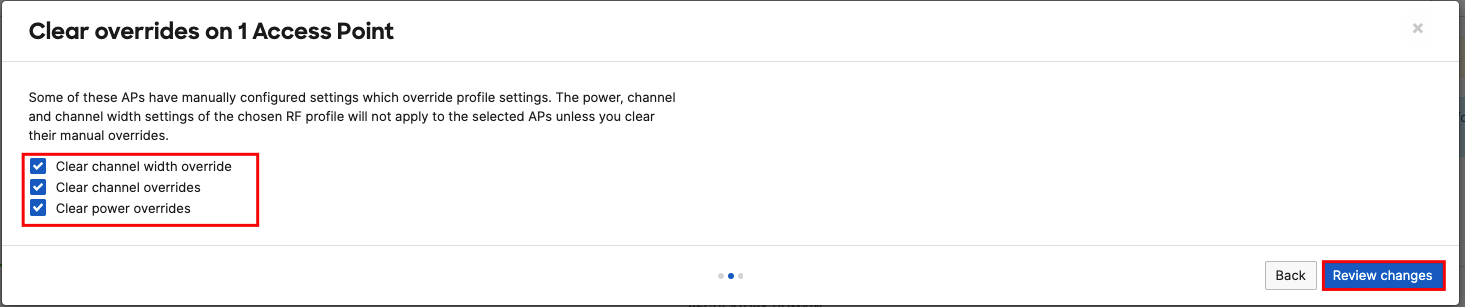 Clear overrides on 1 Access Point
×
Some of these APs have manually configured settings which override profile settings. The power, channel
and channel width settings of the chosen RF profile will not apply to the selected APs unless you clear
their manual overrides.
Clear channel width override
Clear channel overrides
Clear power overrides
Back
Review changes